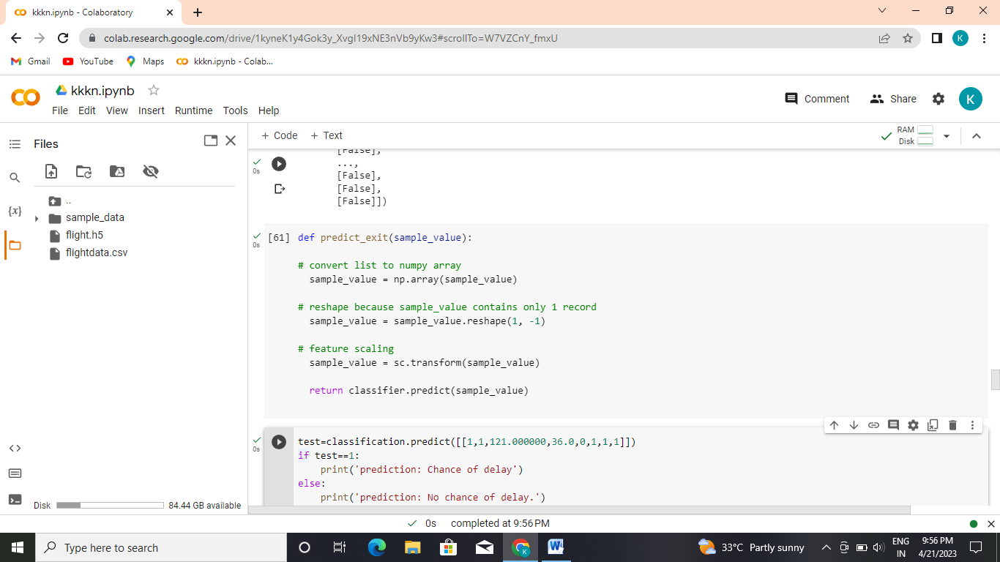 kkkn.ipynb - Colaboratory
colab.research.google.com/drive/1kyneK1y4Gok3y_XvgI19xNE3nVb9yKw3#scrollTo=W7VZCnY_fmxU
K
Gmail
YouTube
Maps
kkkn.ipynb - Colab...
kkkn.ipynb
File Edit View Insert Runtime Tools Help
Comment
Share
K
Files
+ Code + Text
RAM
Disk
..
sample_data
flight.h5
flightdata.csv
{x}
Disk
84.44 GB available
[False],
0s
...,
[False],
[False],
[False]])
0s
[61] def predict_exit(sample_value):
# convert list to numpy array
sample_value = np.array(sample_value)
# reshape because sample_value contains only 1 record
sample_value = sample_value.reshape(1, -1)
# feature scaling
sample_value = sc.transform(sample_value)
return classifier.predict(sample_value)
0s
test=classification.predict([[1,1,121.000000,36.0,0,1,1,1]])
if test==1:
print('prediction: Chance of delay')
else:
print('prediction: No chance of delay.')
0s completed at 9:56 PM
Type here to search
33°C Partly sunny
ENG
IN
9:56 PM
4/21/2023